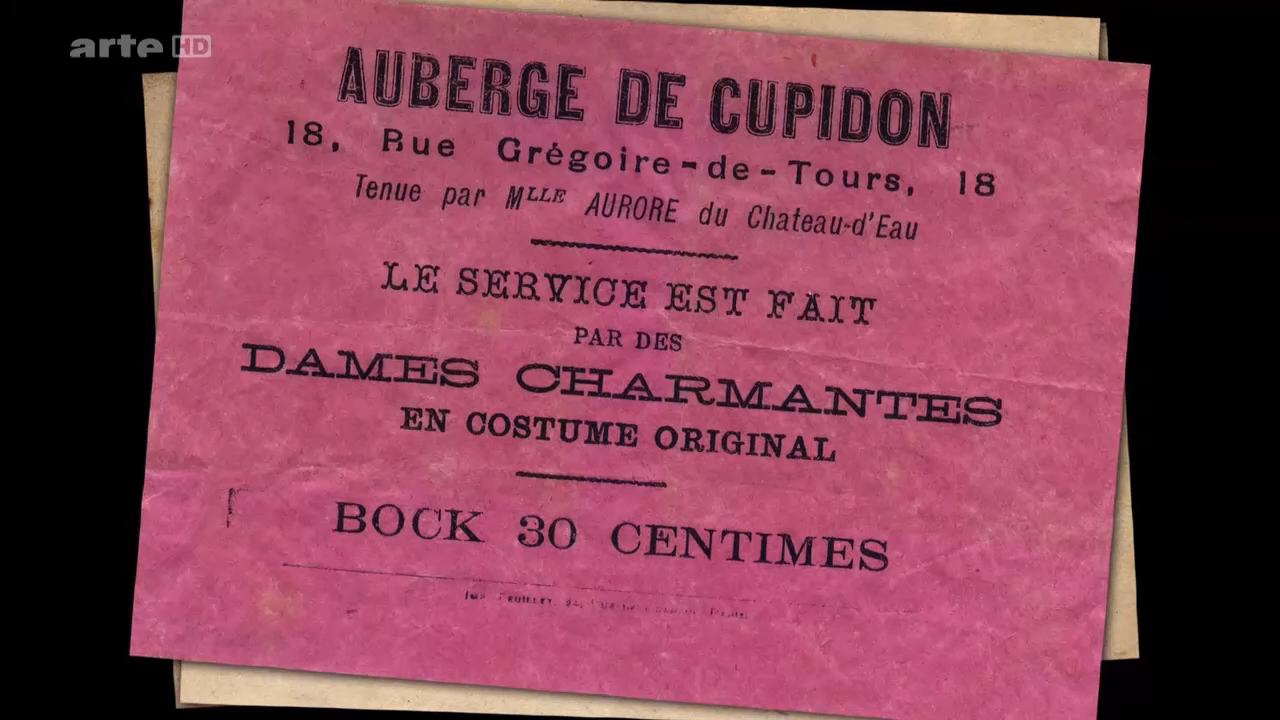 arte HD
AUBERGE DE CUPIDON
18, Rue Grégoire-de-Tours, 18
Tenue par MLLE AURORE du Chateau-d'Eau
LE SERVICE EST FAIT
PAR DES
DAMES CHARMANTES
EN COSTUME ORIGINAL
BOCK 30 CENTIMES